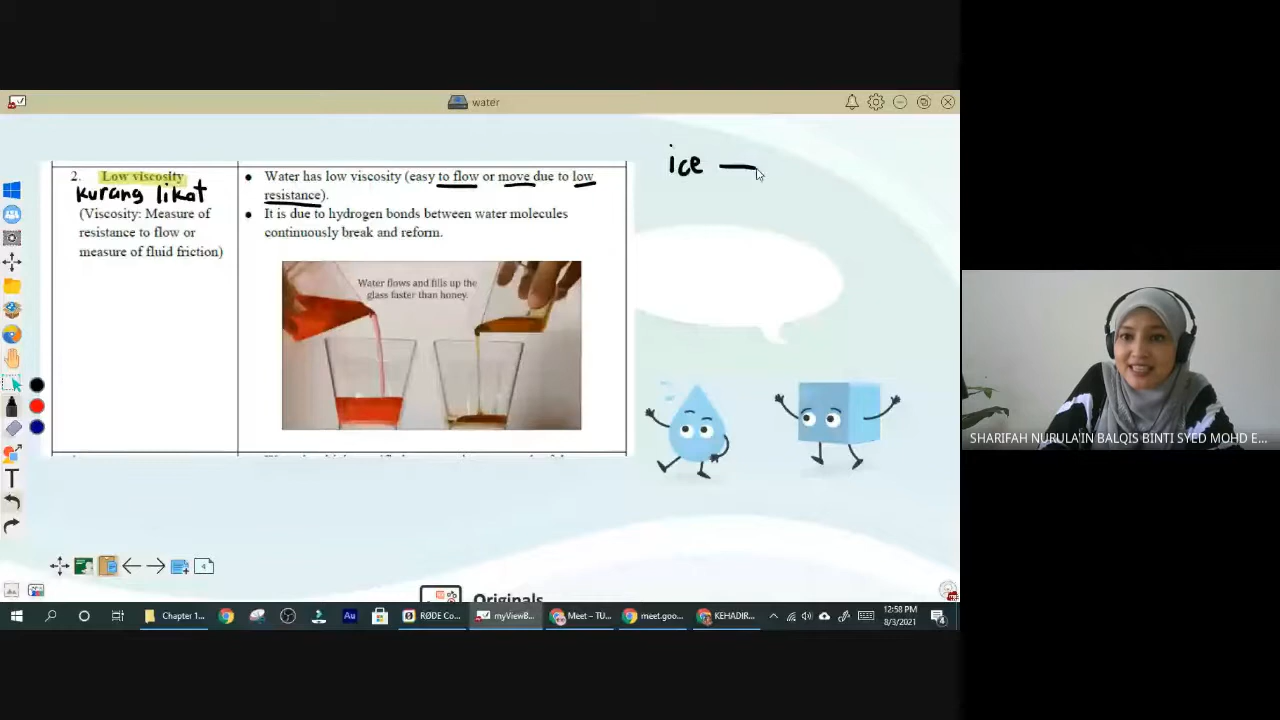 water
ice —
2. Low viscosity
kurang likat
(Viscosity: Measure of
resistance to flow or
measure of fluid friction)
• Water has low viscosity (easy to flow or move due to low
resistance).
• It is due to hydrogen bonds between water molecules
continuously break and reform.
Water flows and fills up the
glass faster than honey.
SHARIFAH NURULA'IN BALQIS BINTI SYED MOHD E...
T
Originals
Chapter 1...
Au
RØDE Co...
myViewB...
Meet – TU...
meet.goo...
KEHADIR...
12:58 PM
8/3/2021
4